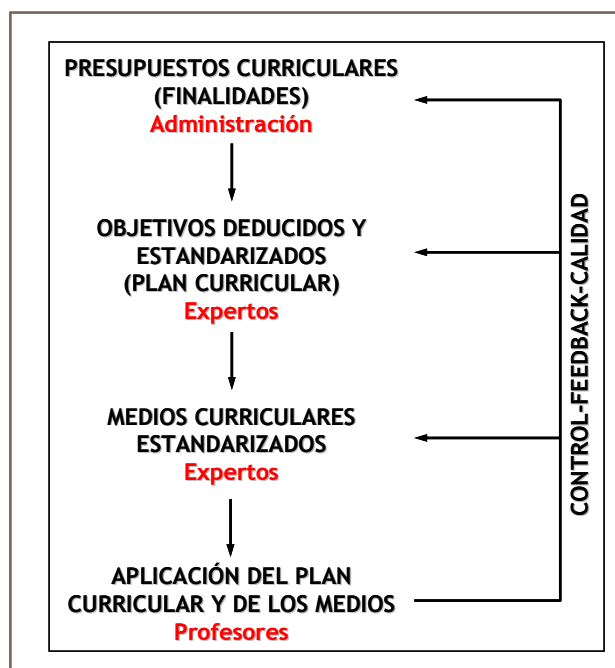 PRESUPUESTOS CURRICULARES
(FINALIDADES)
Administración
OBJETIVOS DEDUCIDOS Y
ESTANDARIZADOS
(PLAN CURRICULAR)
Expertos
MEDIOS CURRICULARES
ESTANDARIZADOS
Expertos
APLICACIÓN DEL PLAN
CURRICULAR Y DE LOS MEDIOS
Profesores
CONTROL-FEEDBACK-CALIDAD